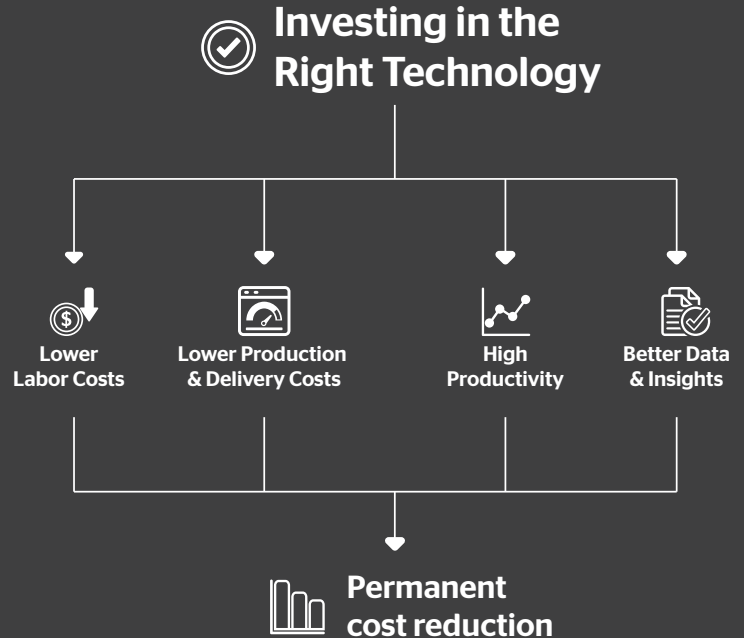 Investing in the
Right Technology
$
Lower
Labor Costs
Lower Production
& Delivery Costs
High
Productivity
Better Data
& Insights
Permanent
cost reduction